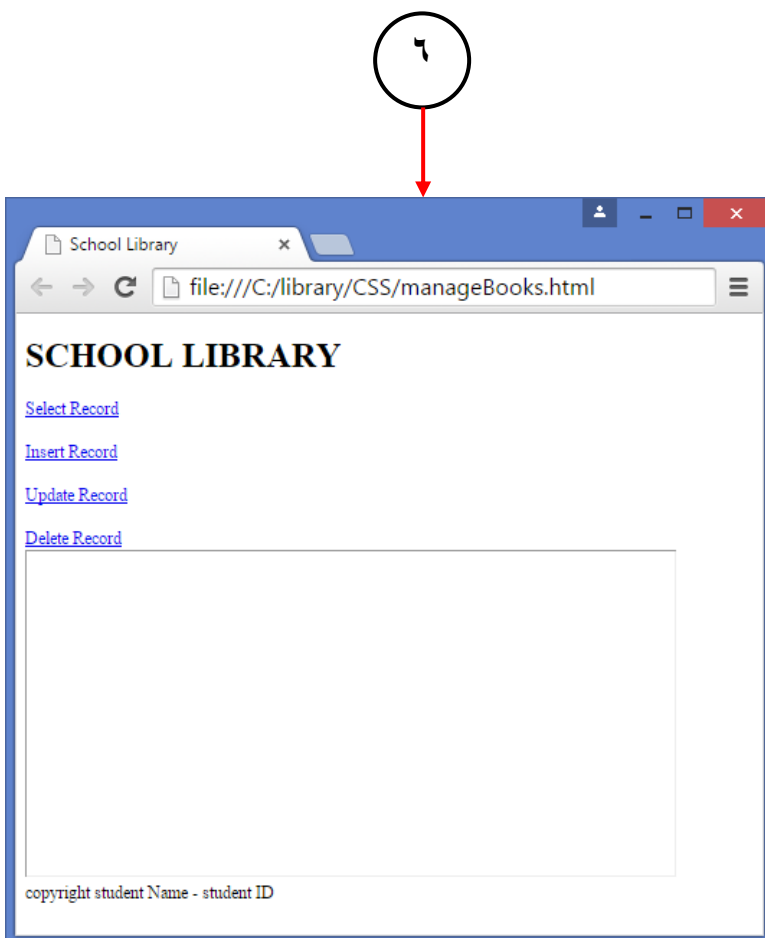 ٦
School Library
file:///C:/library/CSS/manageBooks.html
SCHOOL LIBRARY
Select Record
Insert Record
Update Record
Delete Record
copyright student Name - student ID